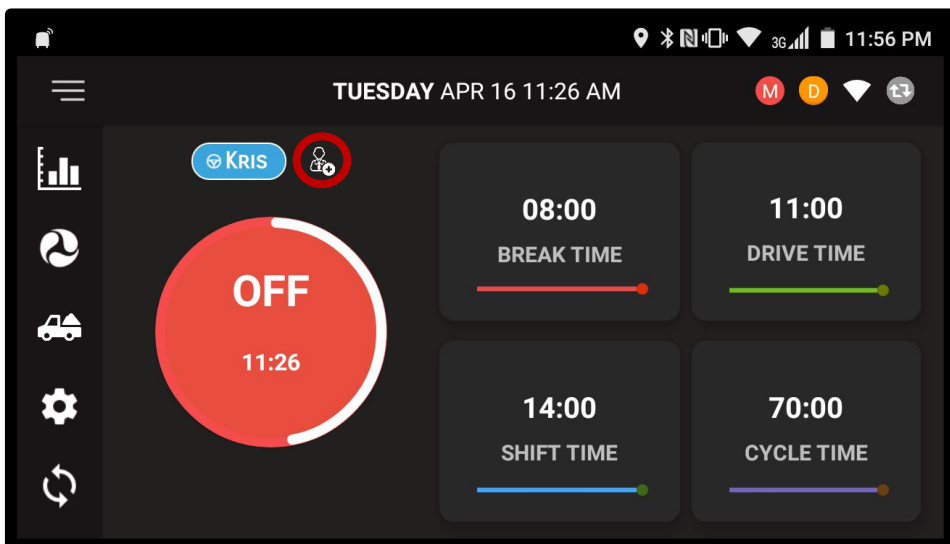 3G 11:56 PM
TUESDAY APR 16 11:26 AM M D
KRIS
OFF
11:26
08:00
BREAK TIME
11:00
DRIVE TIME
14:00
SHIFT TIME
70:00
CYCLE TIME